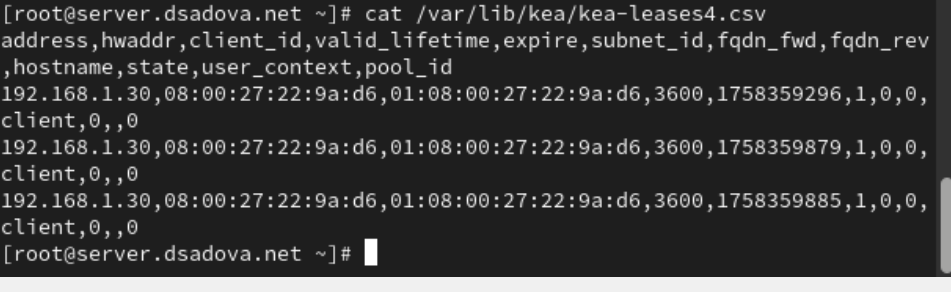 [root@server.dsadova.net ~]# cat /var/lib/kea/kea-leases4.csv
address,hwaddr,client_id,valid_lifetime,expire,subnet_id,fqdn_fwd,fqdn_rev
,hostname,state,user_context,pool_id
192.168.1.30,08:00:27:22:9a:d6,01:08:00:27:22:9a:d6,3600,1758359296,1,0,0,
client,0,,0
192.168.1.30,08:00:27:22:9a:d6,01:08:00:27:22:9a:d6,3600,1758359879,1,0,0,
client,0,,0
192.168.1.30,08:00:27:22:9a:d6,01:08:00:27:22:9a:d6,3600,1758359885,1,0,0,
client,0,,0
[root@server.dsadova.net ~]#